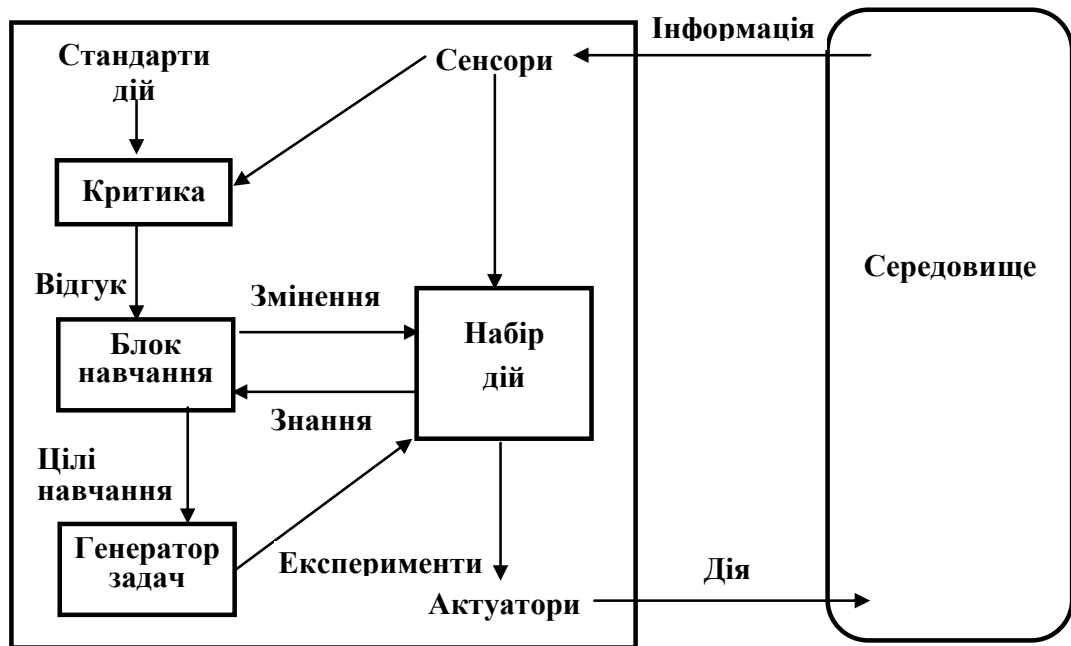 Стандарти
дій
Сенсори
Інформація
Критика
Середовище
Відгук
Змінення
Блок
навчання
Набір
дій
Знання
Цілі
навчання
Генератор
задач
Експерименти
Актуатори
Дія